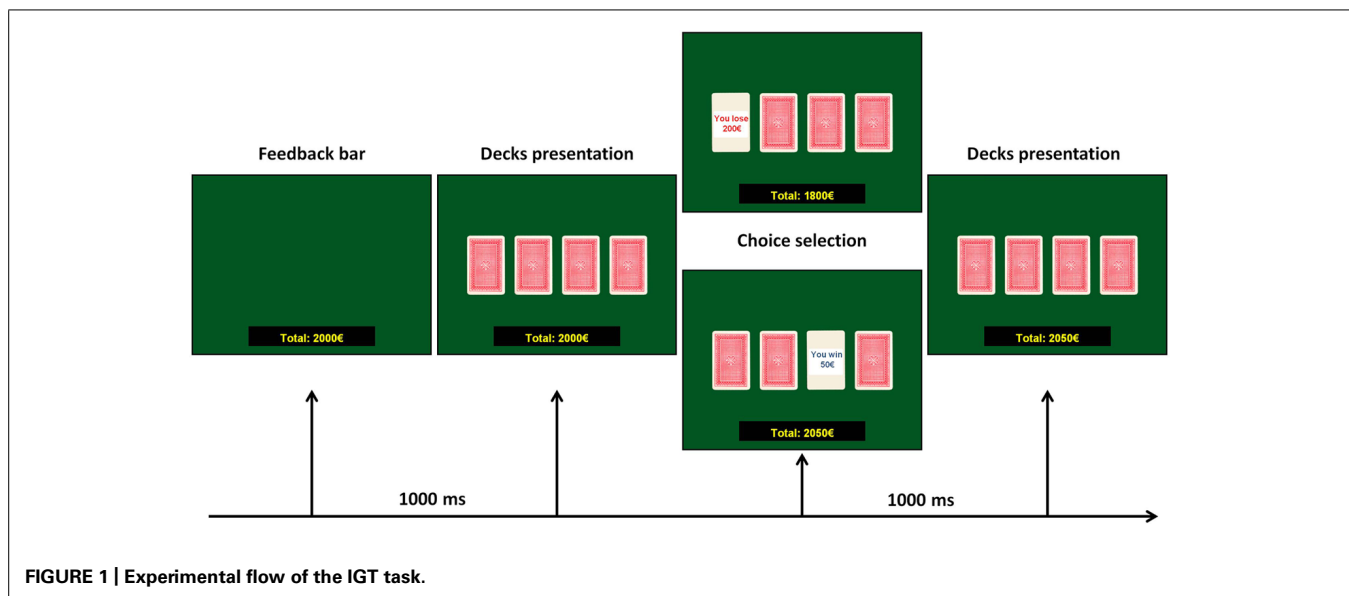 Feedback bar
Total: 2000€
Decks presentation
Total: 2000€
You lose
200€
Total: 1800€
Choice selection
You win
50€
Total: 2050€
Decks presentation
Total: 2050€
1000 ms
1000 ms
FIGURE 1 | Experimental flow of the IGT task.